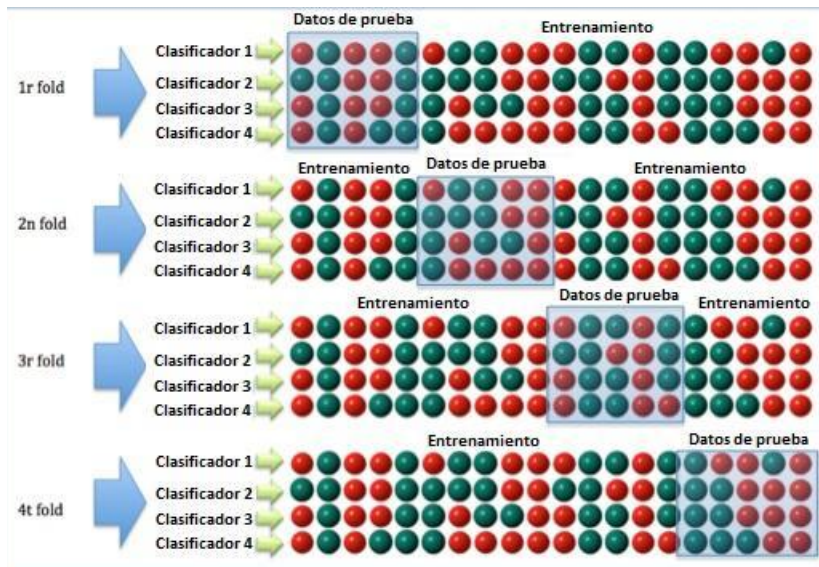 Datos de prueba
Entrenamiento
1r fold
Clasificador 1
Clasificador 2
Clasificador 3
Clasificador 4
Entrenamiento
Datos de prueba
Entrenamiento
2n fold
Clasificador 1
Clasificador 2
Clasificador 3
Clasificador 4
Entrenamiento
Datos de prueba
Entrenamiento
3r fold
Clasificador 1
Clasificador 2
Clasificador 3
Clasificador 4
Entrenamiento
Datos de prueba
4t fold
Clasificador 1
Clasificador 2
Clasificador 3
Clasificador 4